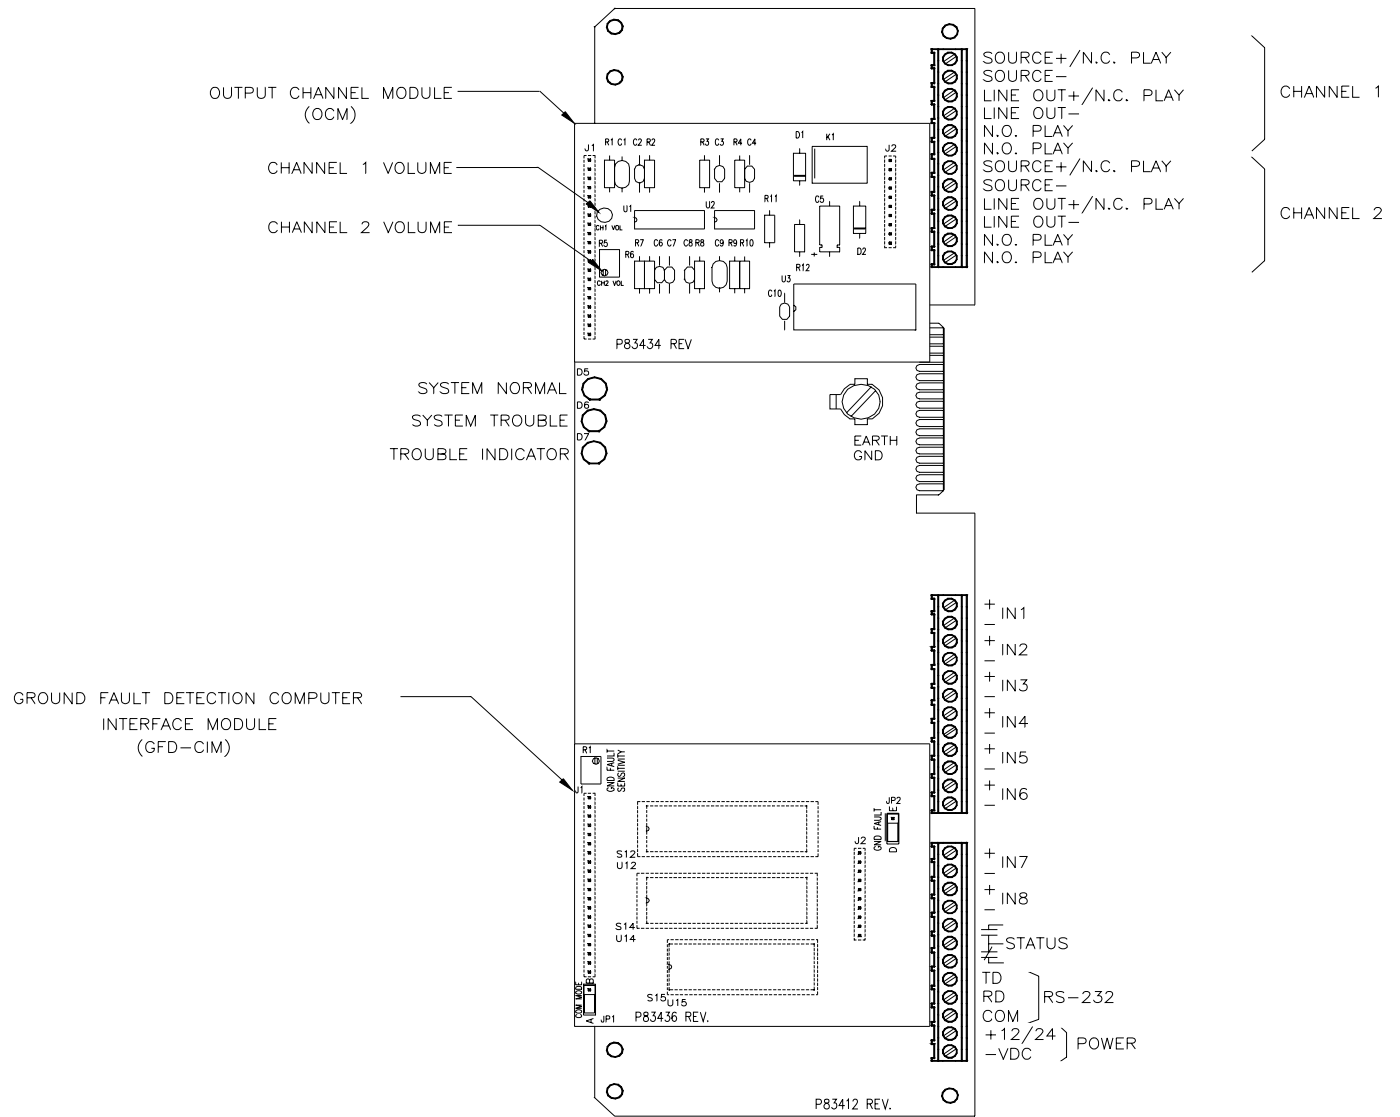 SOURCE+/N.C. PLAY
SOURCE-
LINE OUT+/N.C. PLAY
LINE OUT-
N.O. PLAY
N.O. PLAY
CHANNEL 1
SOURCE+/N.C. PLAY
SOURCE-
LINE OUT+/N.C. PLAY
LINE OUT-
N.O. PLAY
N.O. PLAY
CHANNEL 2
OUTPUT CHANNEL MODULE
(OCM)
CHANNEL 1 VOLUME
CHANNEL 2 VOLUME
J1
R1 C1 C2 R2
R3 C3 R4 C4
D1
K1
J2
U1
U2
R11
C5
CH1 VOL
R5
R6
R7 C6 C7 C8 R8 C9 R9 R10
R12
+
D2
CH2 VOL
U3
C10
P83434 REV
SYSTEM NORMAL
D5
SYSTEM TROUBLE
D6
TROUBLE INDICATOR
D7
EARTH
GND
GROUND FAULT DETECTION COMPUTER
INTERFACE MODULE
(GFD-CIM)
R1
GND FAULT
SENSITIVITY
J1
JP2
GND FAULT
E
D
J2
S12
U12
S14
U14
S15
U15
COM MODE
B
A
JP1
P83436 REV.
P83412 REV.
+
- IN1
+
- IN2
+
- IN3
+
- IN4
+
- IN5
+
- IN6
+
- IN7
+
- IN8
STATUS
TD
RD
COM
RS-232
+12/24
-VDC
POWER